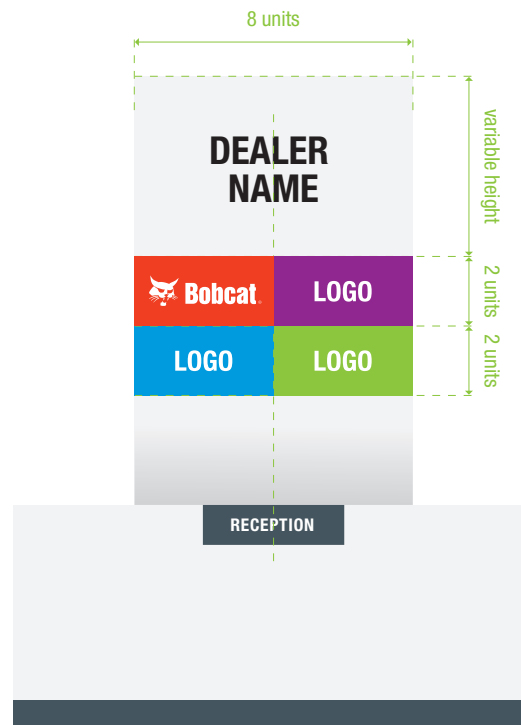 8 units
variable height
DEALER
NAME
Bobcat.
LOGO
2 units
LOGO
LOGO
2 units
RECEPTION